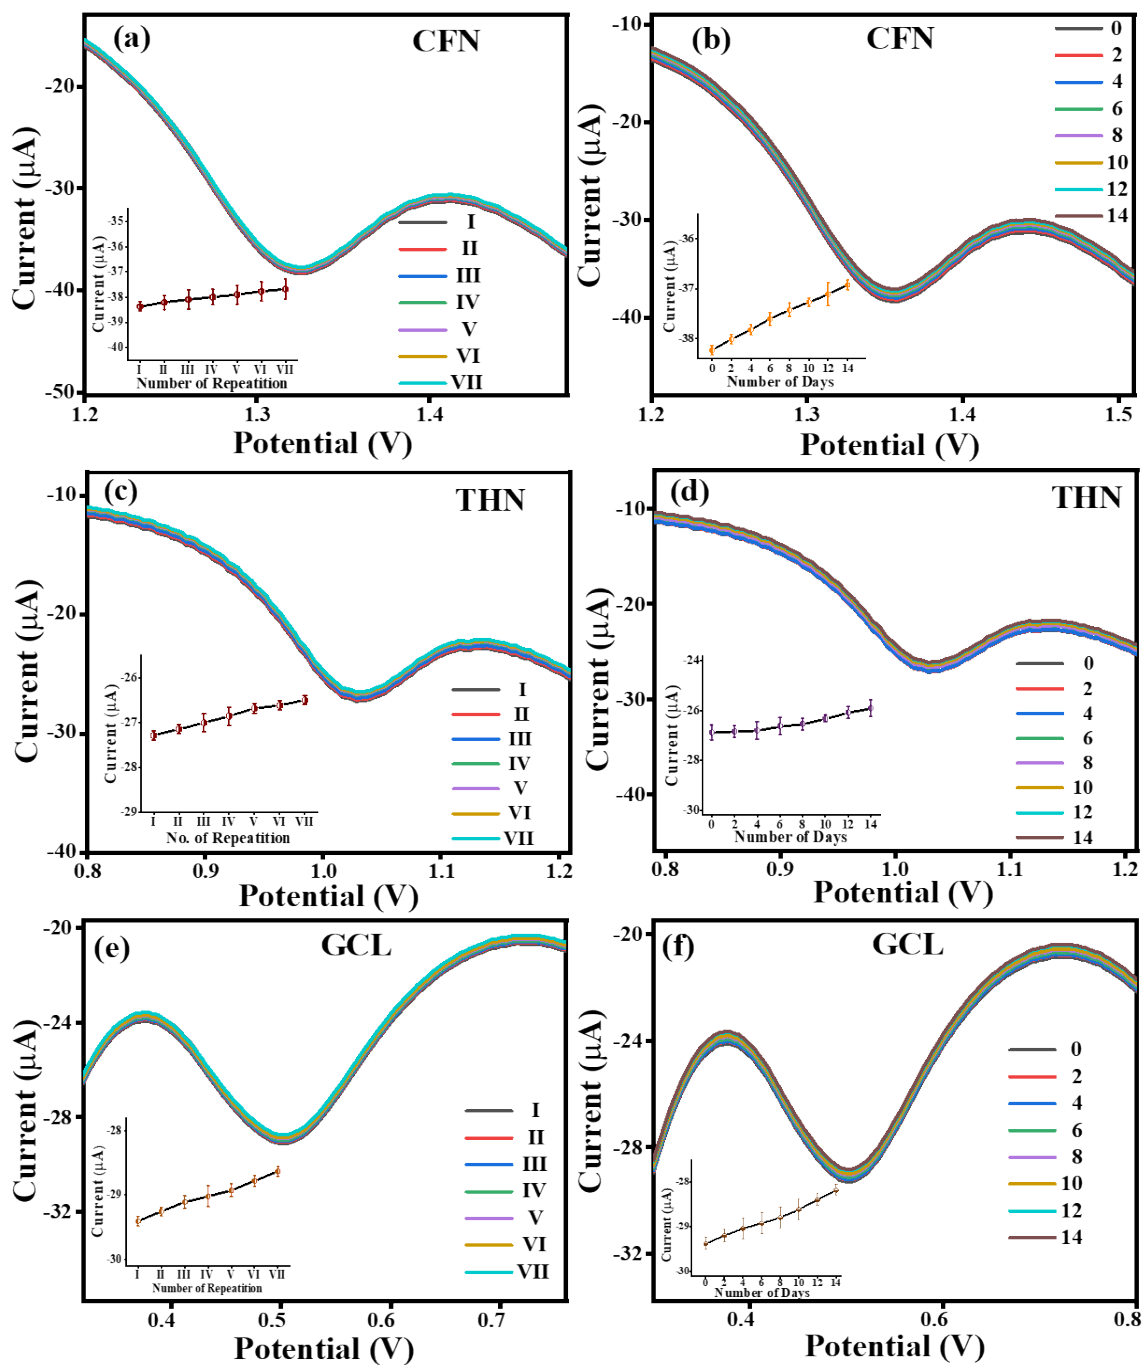 (a)
CFN
Current (µA)
-20
-30
-40
-50
1.2
1.3
1.4
Potential (V)
I
II
III
IV
V
VI
VII
Current (µA)
-35
-36
-37
-38
-39
-40
I II III IV V VI VII
Number of Repeatition
(b)
CFN
Current (µA)
-10
-20
-30
-40
1.2
1.3
1.4
1.5
Potential (V)
0
2
4
6
8
10
12
14
Current (µA)
-36
-37
-38
0 2 4 6 8 10 12 14
Number of Days
(c)
THN
Current (µA)
-10
-20
-30
-40
0.8
0.9
1.0
1.1
1.2
Potential (V)
I
II
III
IV
V
VI
VII
Current (µA)
-26
-27
-28
-29
I II III IV V VI VII
No. of Repeatition
(d)
THN
Current (µA)
-10
-20
-30
-40
0.8
0.9
1.0
1.1
1.2
Potential (V)
0
2
4
6
8
10
12
14
Current (µA)
-24
-26
-28
-30
0 2 4 6 8 10 12 14
Number of Days
(e)
GCL
Current (µA)
-20
-24
-28
-32
0.4
0.5
0.6
0.7
Potential (V)
I
II
III
IV
V
VI
VII
Current (µA)
-28
-29
-30
I II III IV V VI VII
Number of Repeatition
(f)
GCL
Current (µA)
-20
-24
-28
-32
0.4
0.6
0.8
Potential (V)
0
2
4
6
8
10
12
14
Current (µA)
-28
-29
-30
0 2 4 6 8 10 12 14
Number of Days